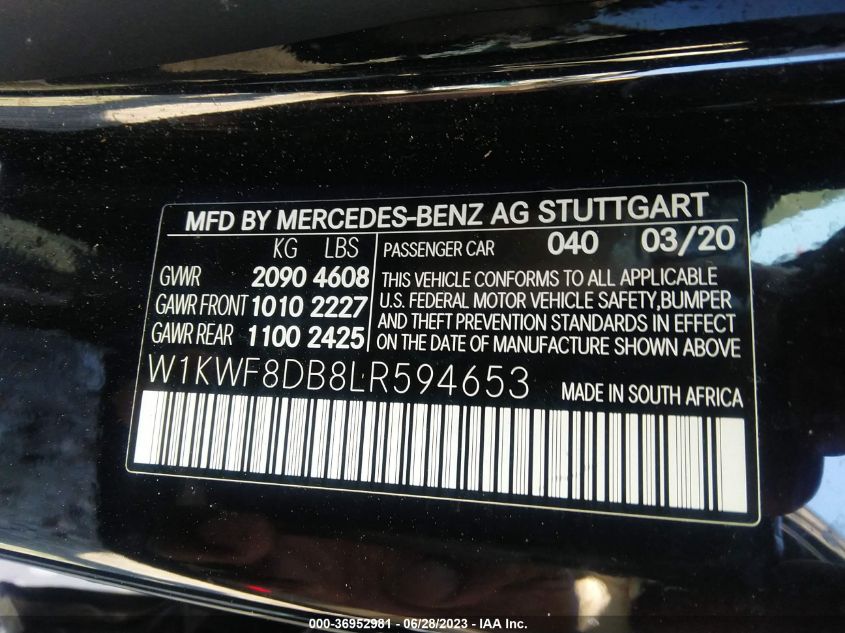 MFD BY MERCEDES-BENZ AG STUTTGART
KG LBS
GVWR 2090 4608
GAWR FRONT 1010 2227
GAWR REAR 1100 2425
PASSENGER CAR 040 03/20
THIS VEHICLE CONFORMS TO ALL APPLICABLE
U.S. FEDERAL MOTOR VEHICLE SAFETY,BUMPER
AND THEFT PREVENTION STANDARDS IN EFFECT
ON THE DATE OF MANUFACTURE SHOWN ABOVE
W1KWF8DB8LR594653 MADE IN SOUTH AFRICA
000-36952981 - 06/28/2023 - IAA Inc.